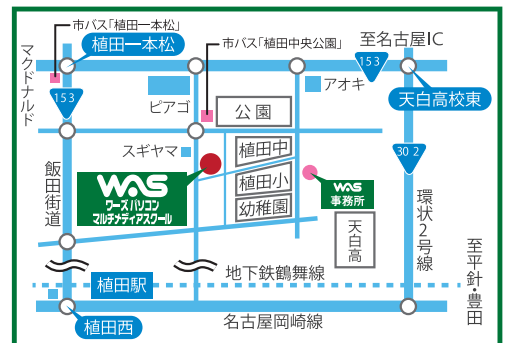 市バス「植田一本松」
植田一本松
市バス「植田中央公園」
至名古屋IC
153
マクドナルド
153
ピアゴ
アオキ
天白高校東
公園
スギヤマ
植田中
302
WAS
ワーズパソコン
マルチメディアスクール
植田小
WAS
事務所
幼稚園
飯田街道
天白高
環状2号線
至平針・豊田
地下鉄鶴舞線
植田駅
植田西
名古屋岡崎線